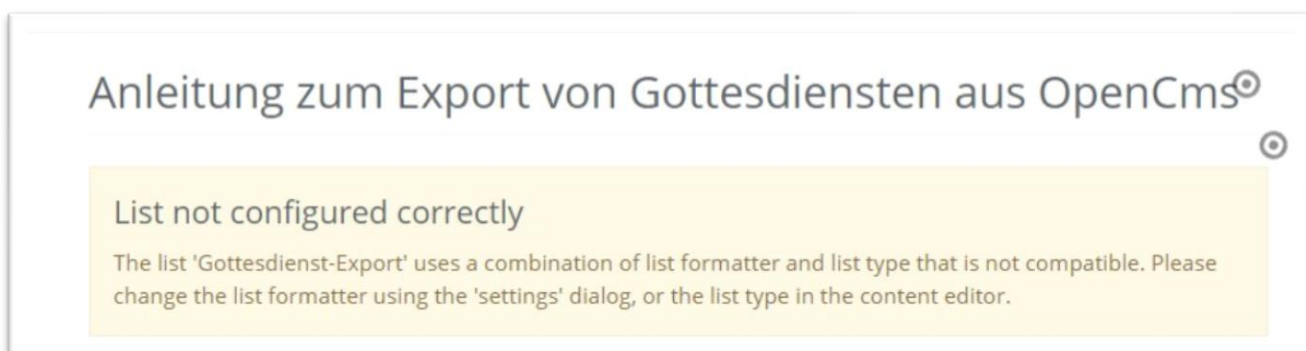 Anleitung zum Export von Gottesdiensten aus OpenCms
List not configured correctly
The list 'Gottesdienst-Export' uses a combination of list formatter and list type that is not compatible. Please
change the list formatter using the 'settings' dialog, or the list type in the content editor.